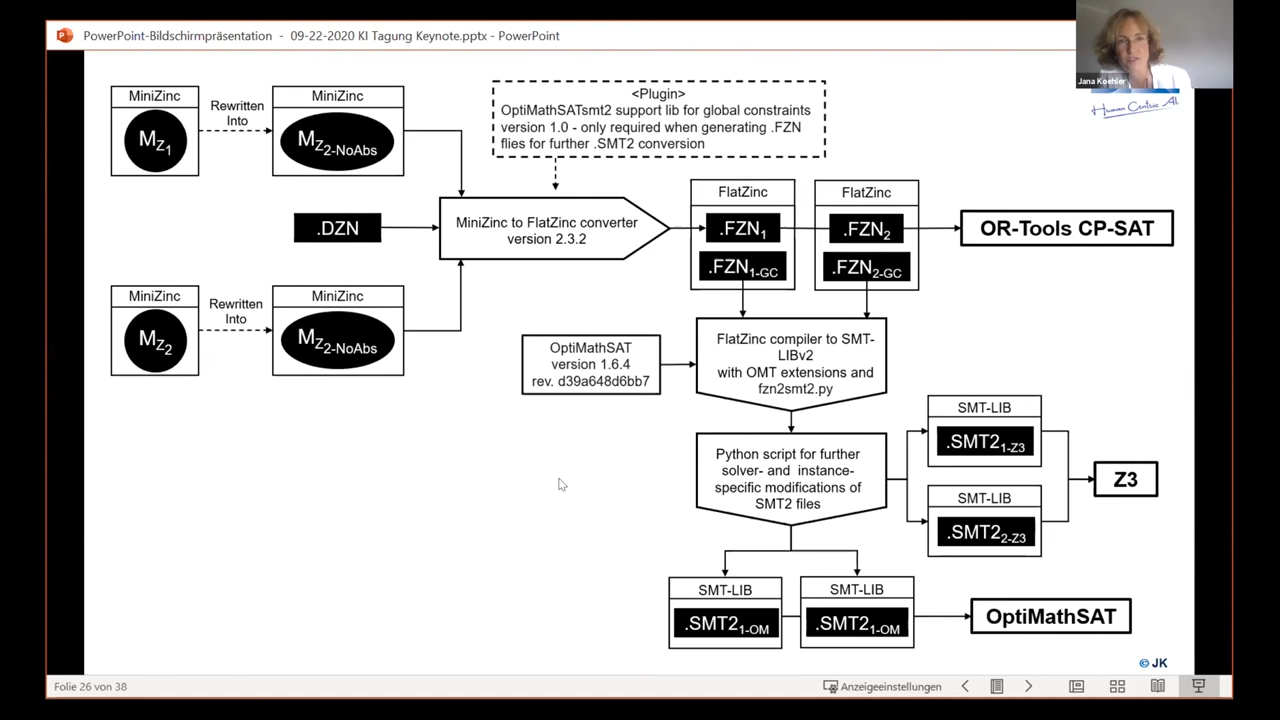 PowerPoint-Bildschirmpräsentation - 09-22-2020 KI Tagung Keynote.pptx - PowerPoint
Jana Koehler
Human Centric AI
MiniZinc
Mz1
Rewritten
Into
MiniZinc
Mz2-NoAbs
<Plugin>
OptiMathSATsmt2 support lib for global constraints
version 1.0 - only required when generating .FZN
flies for further .SMT2 conversion
.DZN
MiniZinc to FlatZinc converter
version 2.3.2
FlatZinc
.FZN1
.FZN1-GC
FlatZinc
.FZN2
.FZN2-GC
OR-Tools CP-SAT
MiniZinc
Mz2
Rewritten
Into
MiniZinc
Mz2-NoAbs
OptiMathSAT
version 1.6.4
rev. d39a648d6bb7
FlatZinc compiler to SMT-
LIBv2
with OMT extensions and
fzn2smt2.py
Python script for further
solver- and instance-
specific modifications of
SMT2 files
SMT-LIB
.SMT21-Z3
SMT-LIB
.SMT22-Z3
Z3
SMT-LIB
.SMT21-OM
SMT-LIB
.SMT21-OM
OptiMathSAT
© JK
Folie 26 von 38
Anzeigeeinstellungen